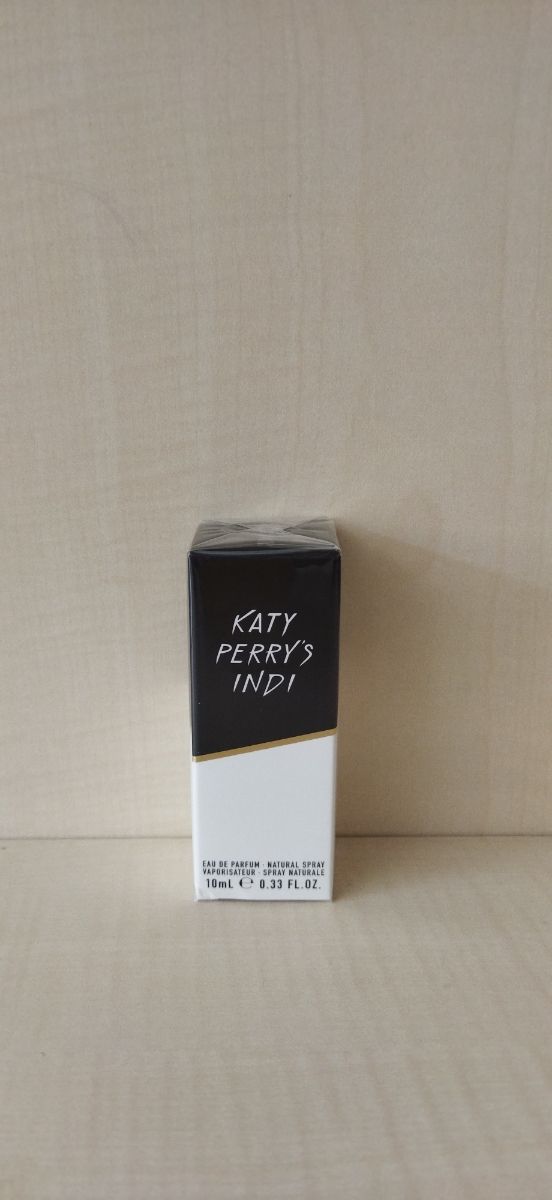 KATY
PERRY'S
INDI
EAU DE PARFUM · NATURAL SPRAY
VAPORISATEUR · SPRAY NATURALE
10mL ℮ 0.33 FL.OZ.